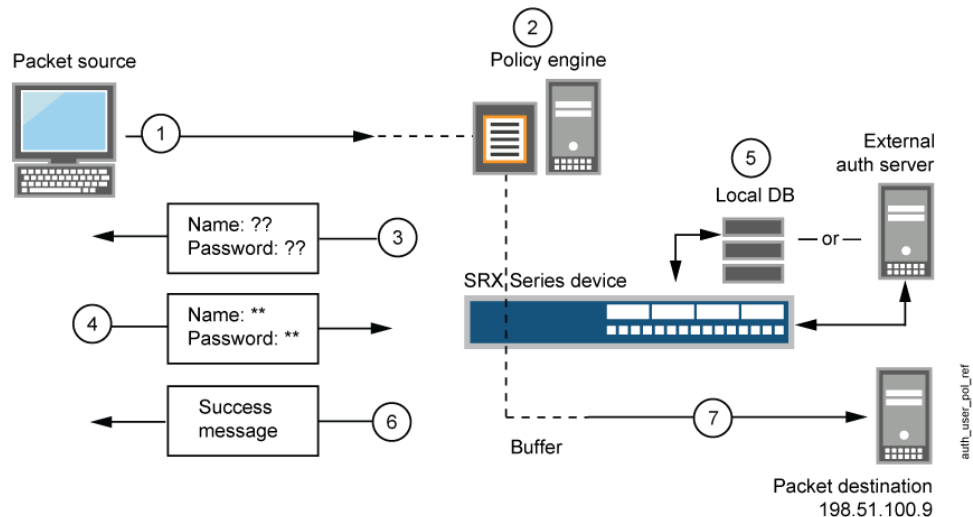 2
Packet source
Policy engine
1
External
auth server
5
Local DB
or
Name: ??
Password: ??
3
SRX Series device
4
Name: **
Password: **
Success
message
6
7
Buffer
Packet destination
198.51.100.9
auth_user_pol_ref